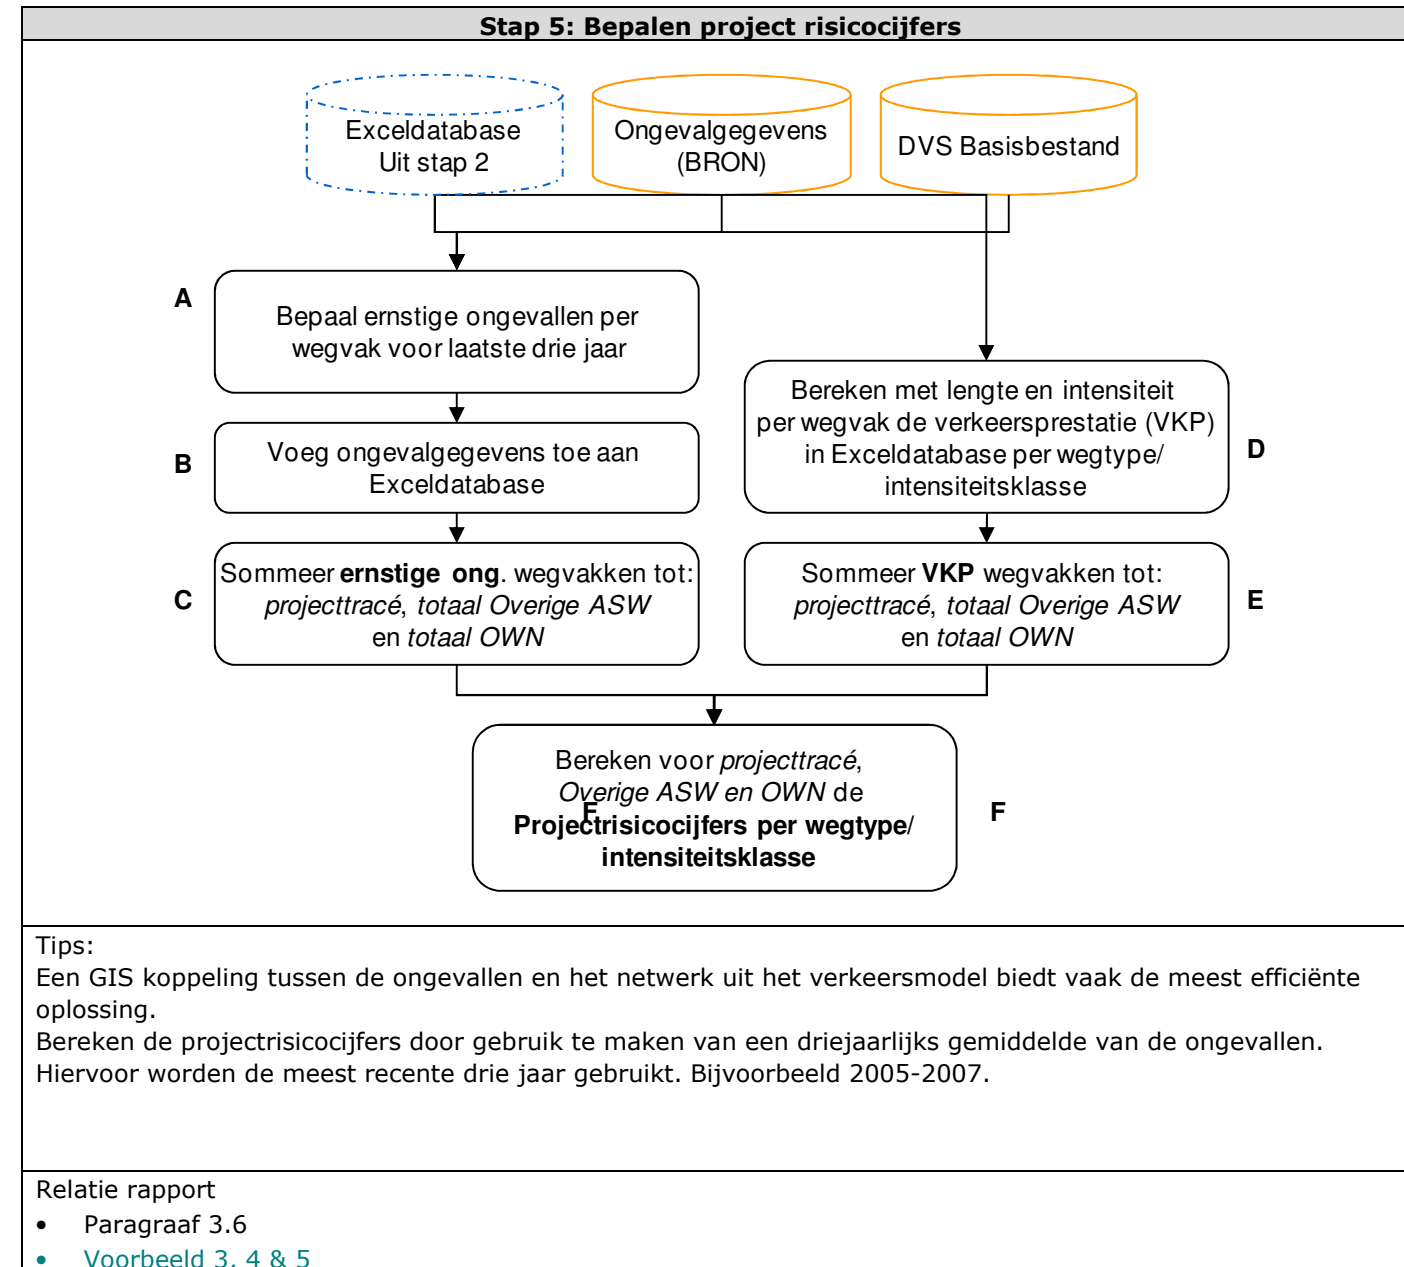 Stap 5: Bepalen project risicocijfers
Exceldatabase
Uit stap 2
Ongevalgegevens
(BRON)
DVS Basisbestand
A
Bepaal ernstige ongevallen per
wegvak voor laatste drie jaar
B
Voeg ongevalgegevens toe aan
Exceldatabase
C
Sommeer ernstige ong. wegvakken tot:
projecttracé, totaal Overige ASW
en totaal OWN
Bereken met lengte en intensiteit
per wegvak de verkeersprestatie (VKP)
in Exceldatabase per wegtype/
intensiteitsklasse
D
Sommeer VKP wegvakken tot:
projecttracé, totaal Overige ASW
en totaal OWN
E
Bereken voor projecttracé,
Overige ASW en OWN de
F
Projectrisicocijfers per wegtype/
intensiteitsklasse
F
Tips:
Een GIS koppeling tussen de ongevallen en het netwerk uit het verkeersmodel biedt vaak de meest efficiënte
oplossing.
Bereken de projectrisicocijfers door gebruik te maken van een driejaarlijks gemiddelde van de ongevallen.
Hiervoor worden de meest recente drie jaar gebruikt. Bijvoorbeeld 2005-2007.
Relatie rapport
• Paragraaf 3.6
• Voorbeeld 3, 4 & 5